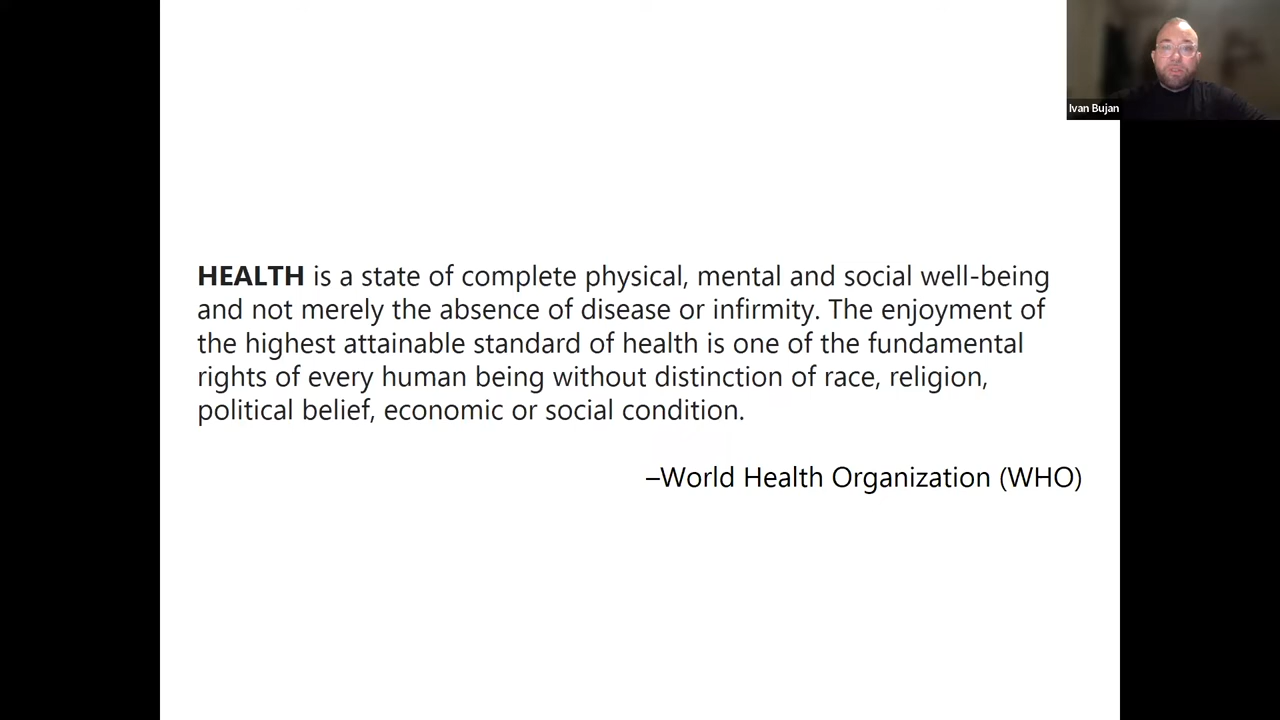 Ivan Bujan
HEALTH is a state of complete physical, mental and social well-being
and not merely the absence of disease or infirmity. The enjoyment of
the highest attainable standard of health is one of the fundamental
rights of every human being without distinction of race, religion,
political belief, economic or social condition.
–World Health Organization (WHO)